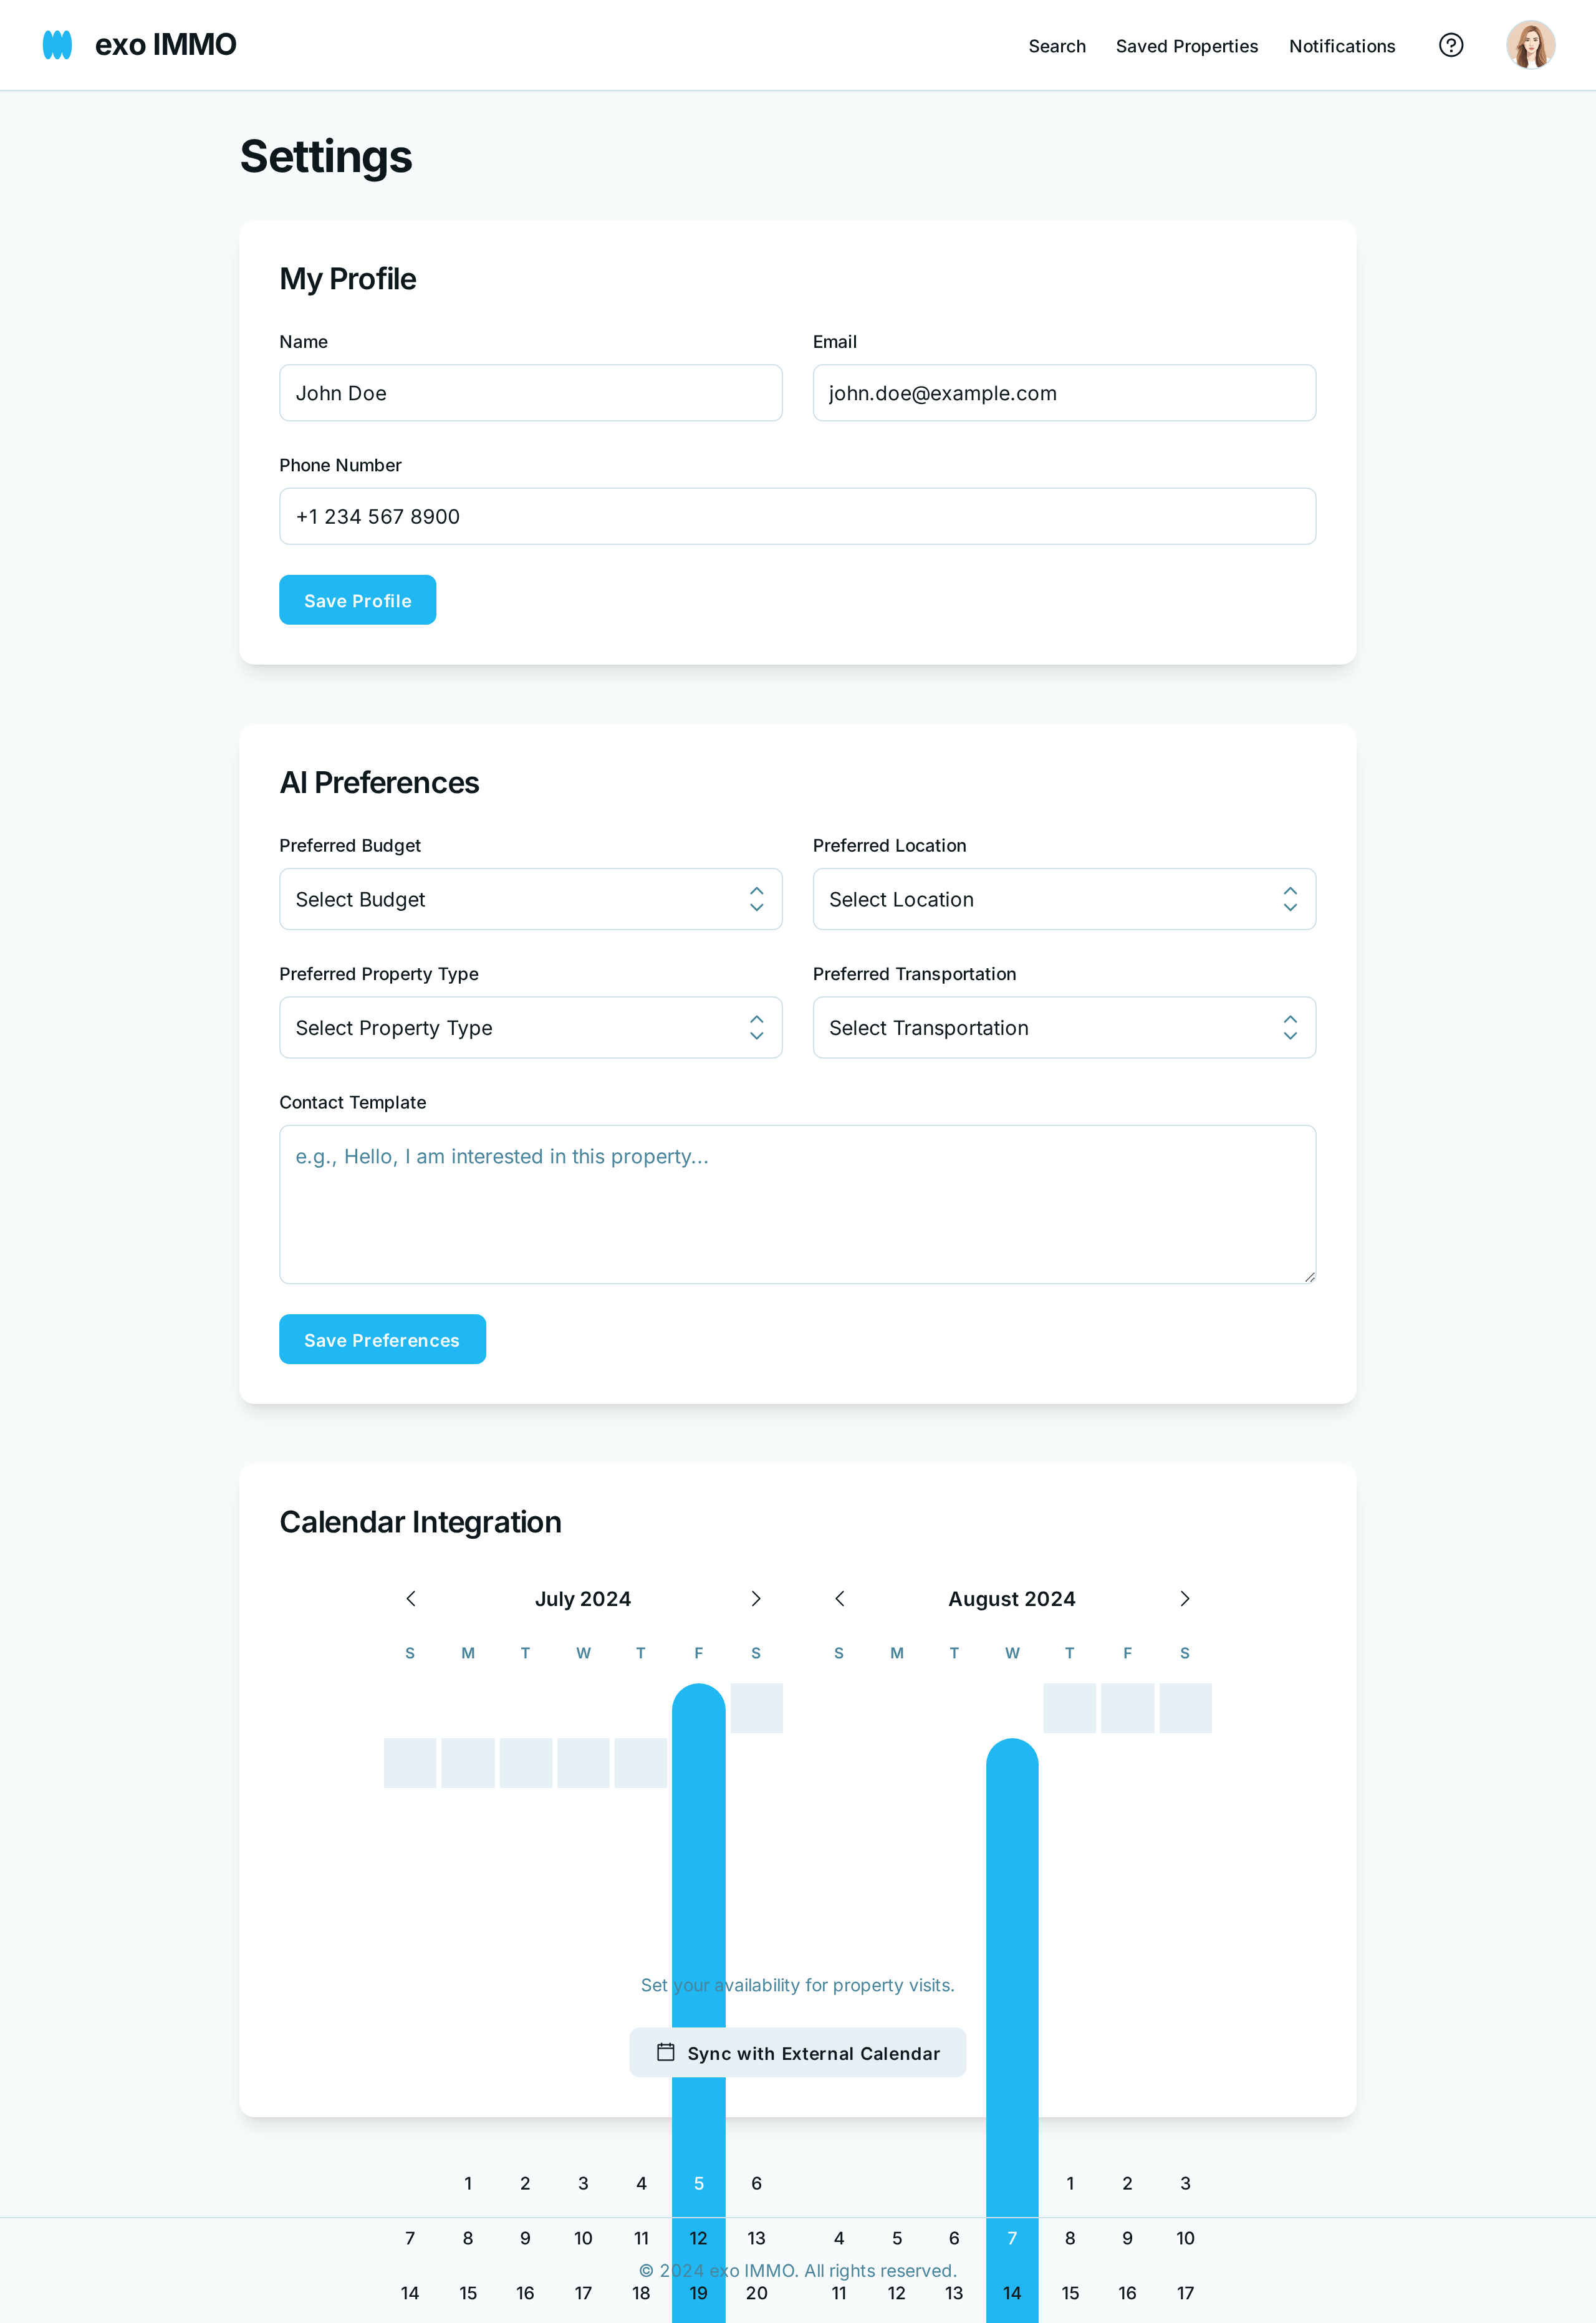 exo IMMO
Search Saved Properties Notifications
Settings
My Profile
Name Email
John Doe john.doe@example.com
Phone Number
+1 234 567 8900
Save Profile
AI Preferences
Preferred Budget Preferred Location
Select Budget Select Location
Preferred Property Type Preferred Transportation
Select Property Type Select Transportation
Contact Template
e.g., Hello, I am interested in this property...
Save Preferences
Calendar Integration
July 2024 August 2024
S M T W T F S S M T W T F S
Set your availability for property visits.
Sync with External Calendar
1 2 3 4 5 6 1 2 3
7 8 9 10 11 12 13 4 5 6 7 8 9 10
© 2024 exo IMMO. All rights reserved.
14 15 16 17 18 19 20 11 12 13 14 15 16 17